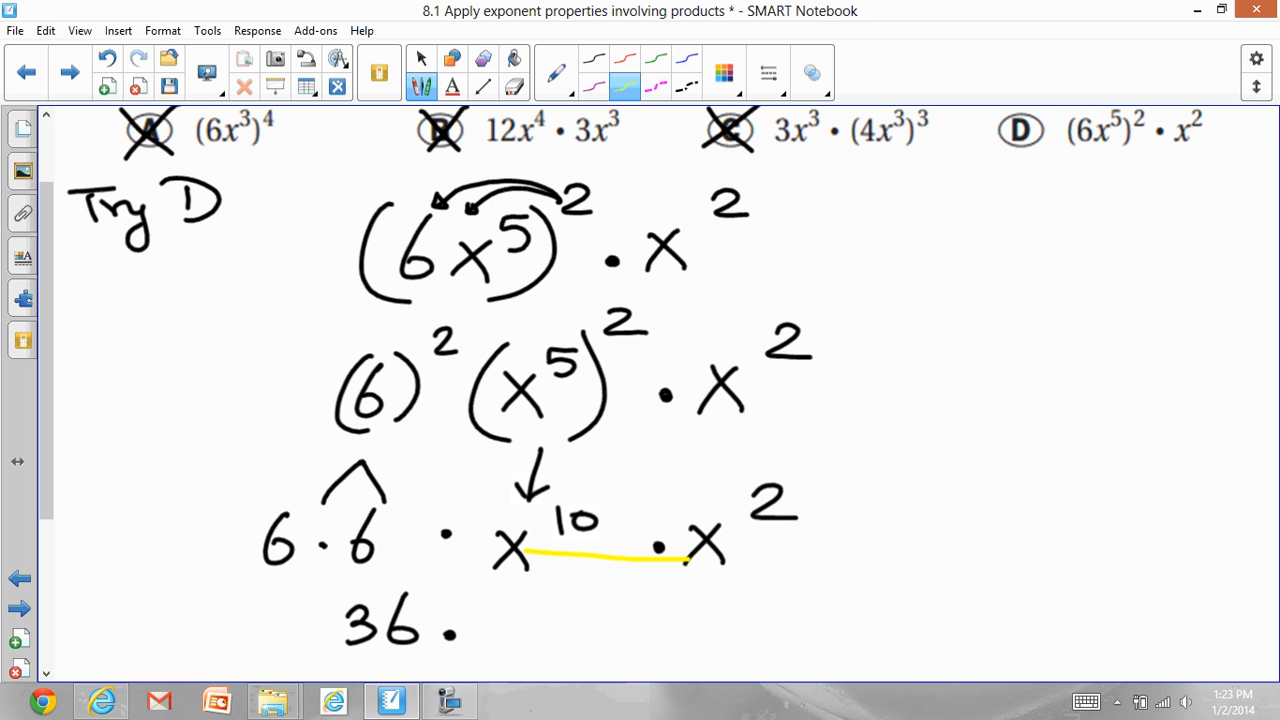 8.1 Apply exponent properties involving products * - SMART Notebook
File Edit View Insert Format Tools Response Add-ons Help
A (6x³)⁴ B 12x⁴ • 3x³ C 3x³ • (4x³)³ D (6x⁵)² • x²
Try D
(6x⁵)² • x²
(6)² (x⁵)² • x²
6 • 6 • x¹⁰ • x²
36 •
1:23 PM
1/2/2014